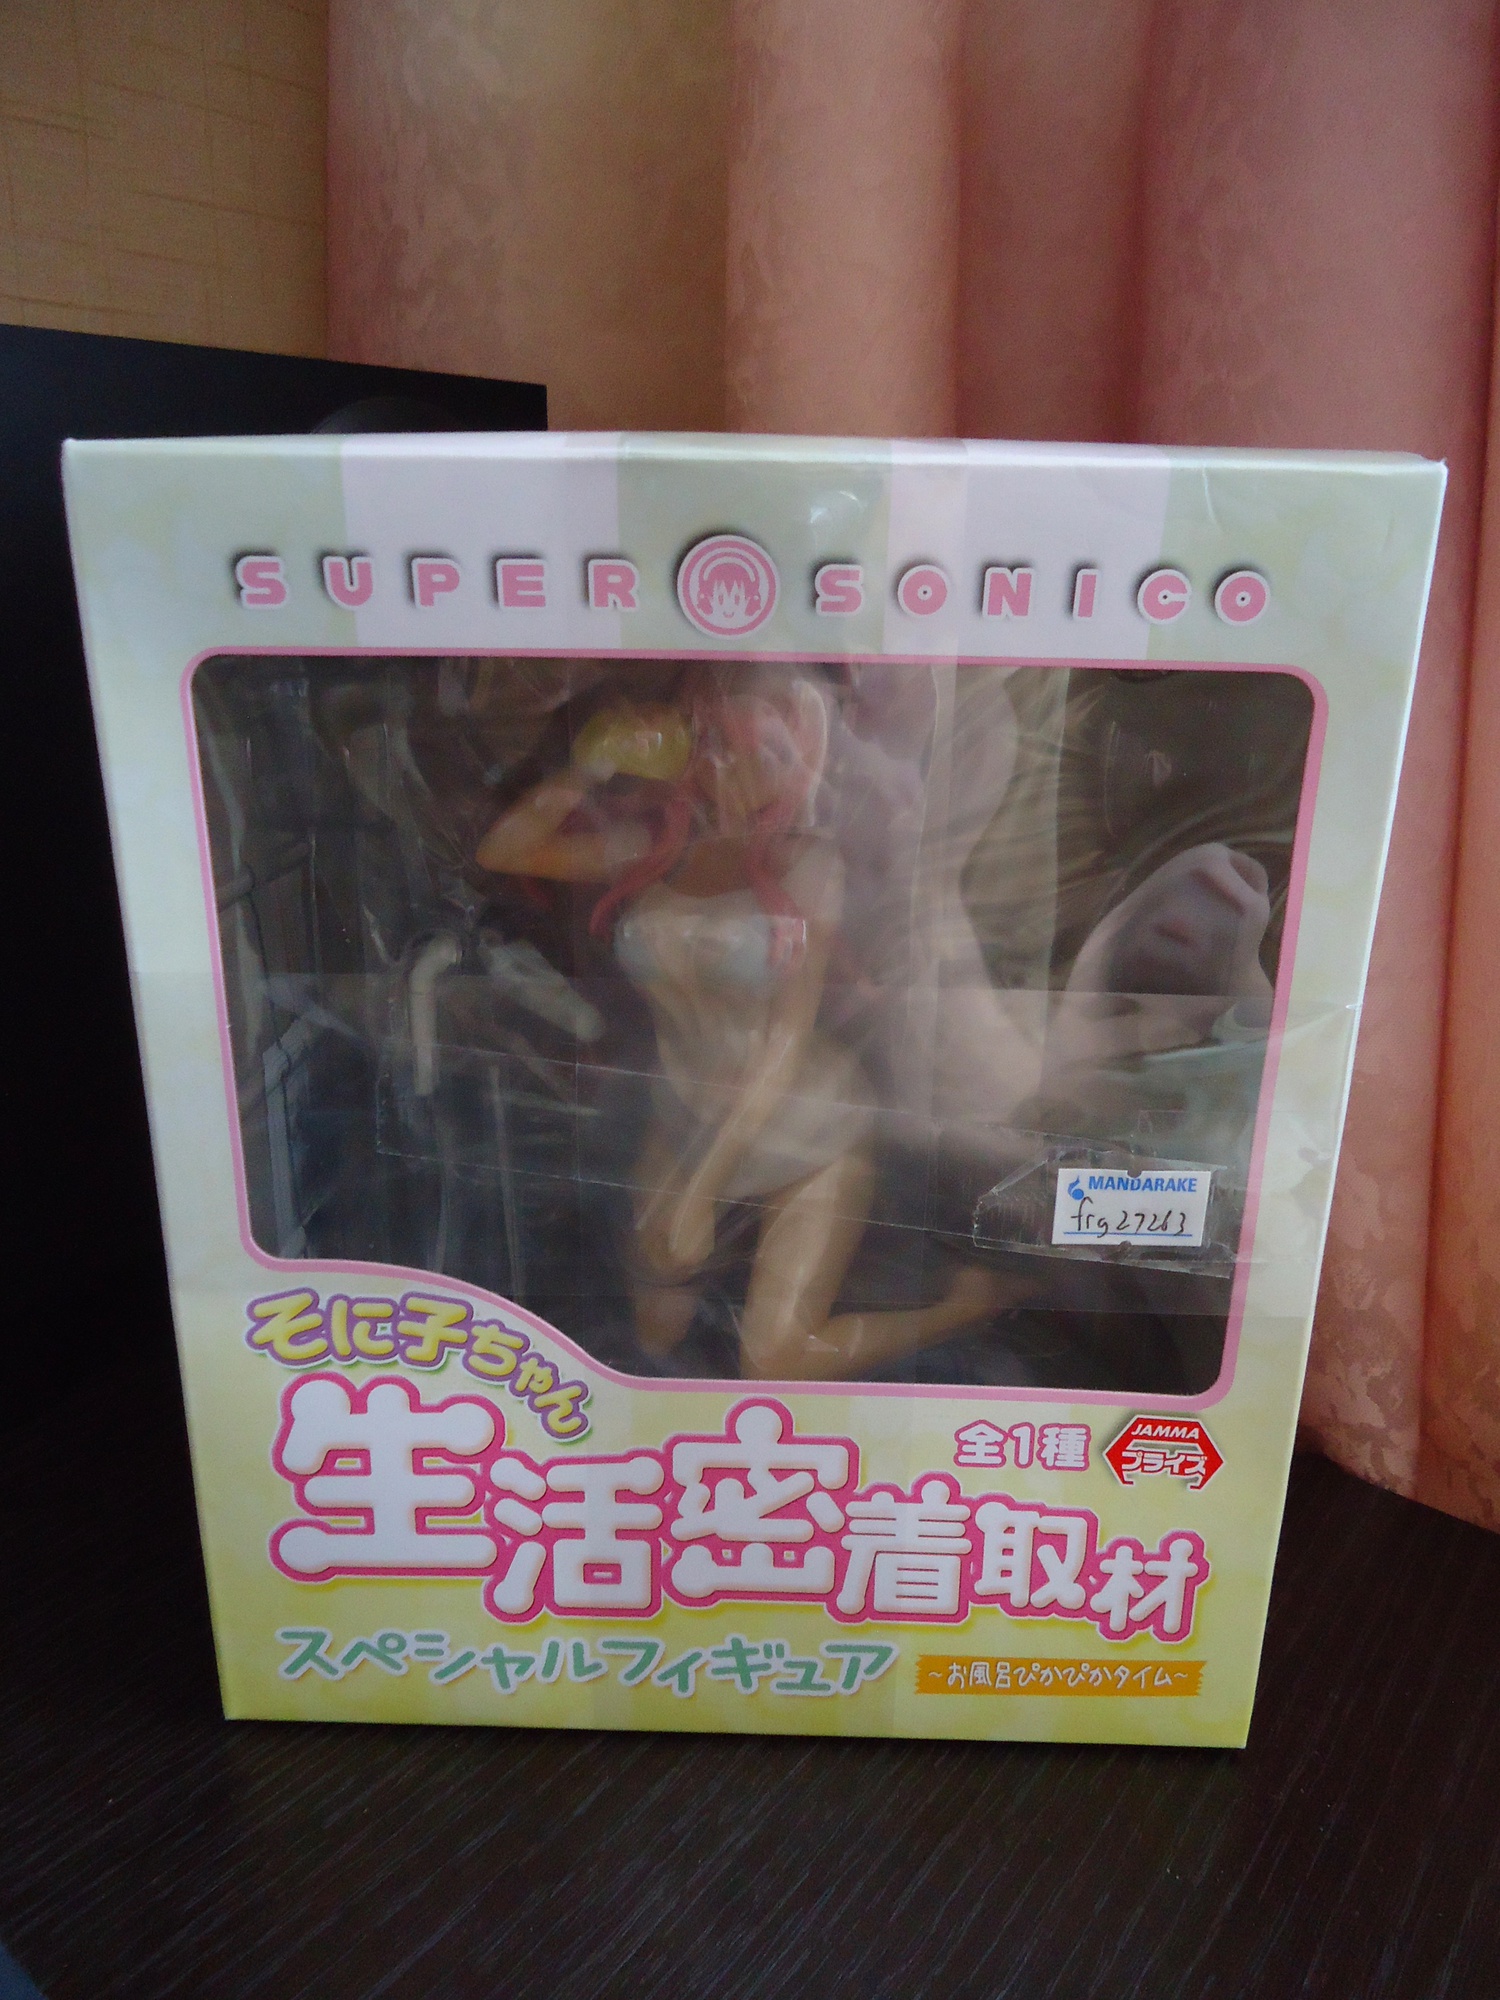 SUPER SONICO
MANDARAKE
frg27263
そに子ちゃん
生活密着取材
全1種
JAMMA
プライズ
スペシャルフィギュア
~お風呂ぴかぴかタイム~